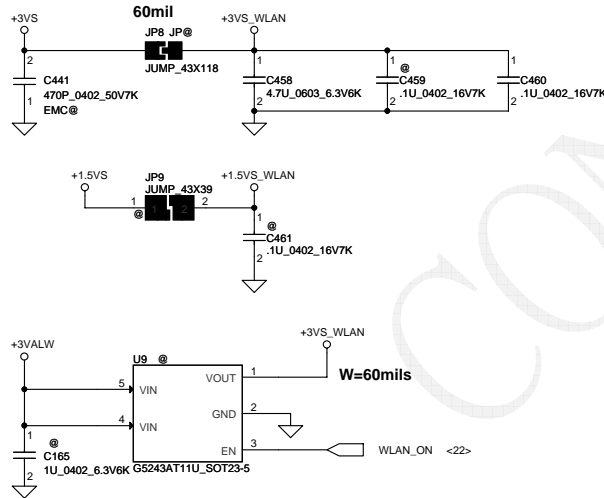 60mil
+3VS
JP8 JP@
+3VS_WLAN
JUMP_43X118
2
C441
470P_0402_50V7K
1
EMC@
1
C458
4.7U_0603_6.3V6K
2
1
@
C459
.1U_0402_16V7K
2
1
C460
.1U_0402_16V7K
2
+1.5VS
JP9
JUMP_43X39
+1.5VS_WLAN
1
1
2
2
@
1
@
C461
.1U_0402_16V7K
2
+3VS_WLAN
+3VALW
U9 @
5
VIN
VOUT
1
W=60mils
4
VIN
GND
2
EN
3
WLAN_ON <22>
1
@
C165
1U_0402_6.3V6K
2
G5243AT11U_SOT23-5
COM